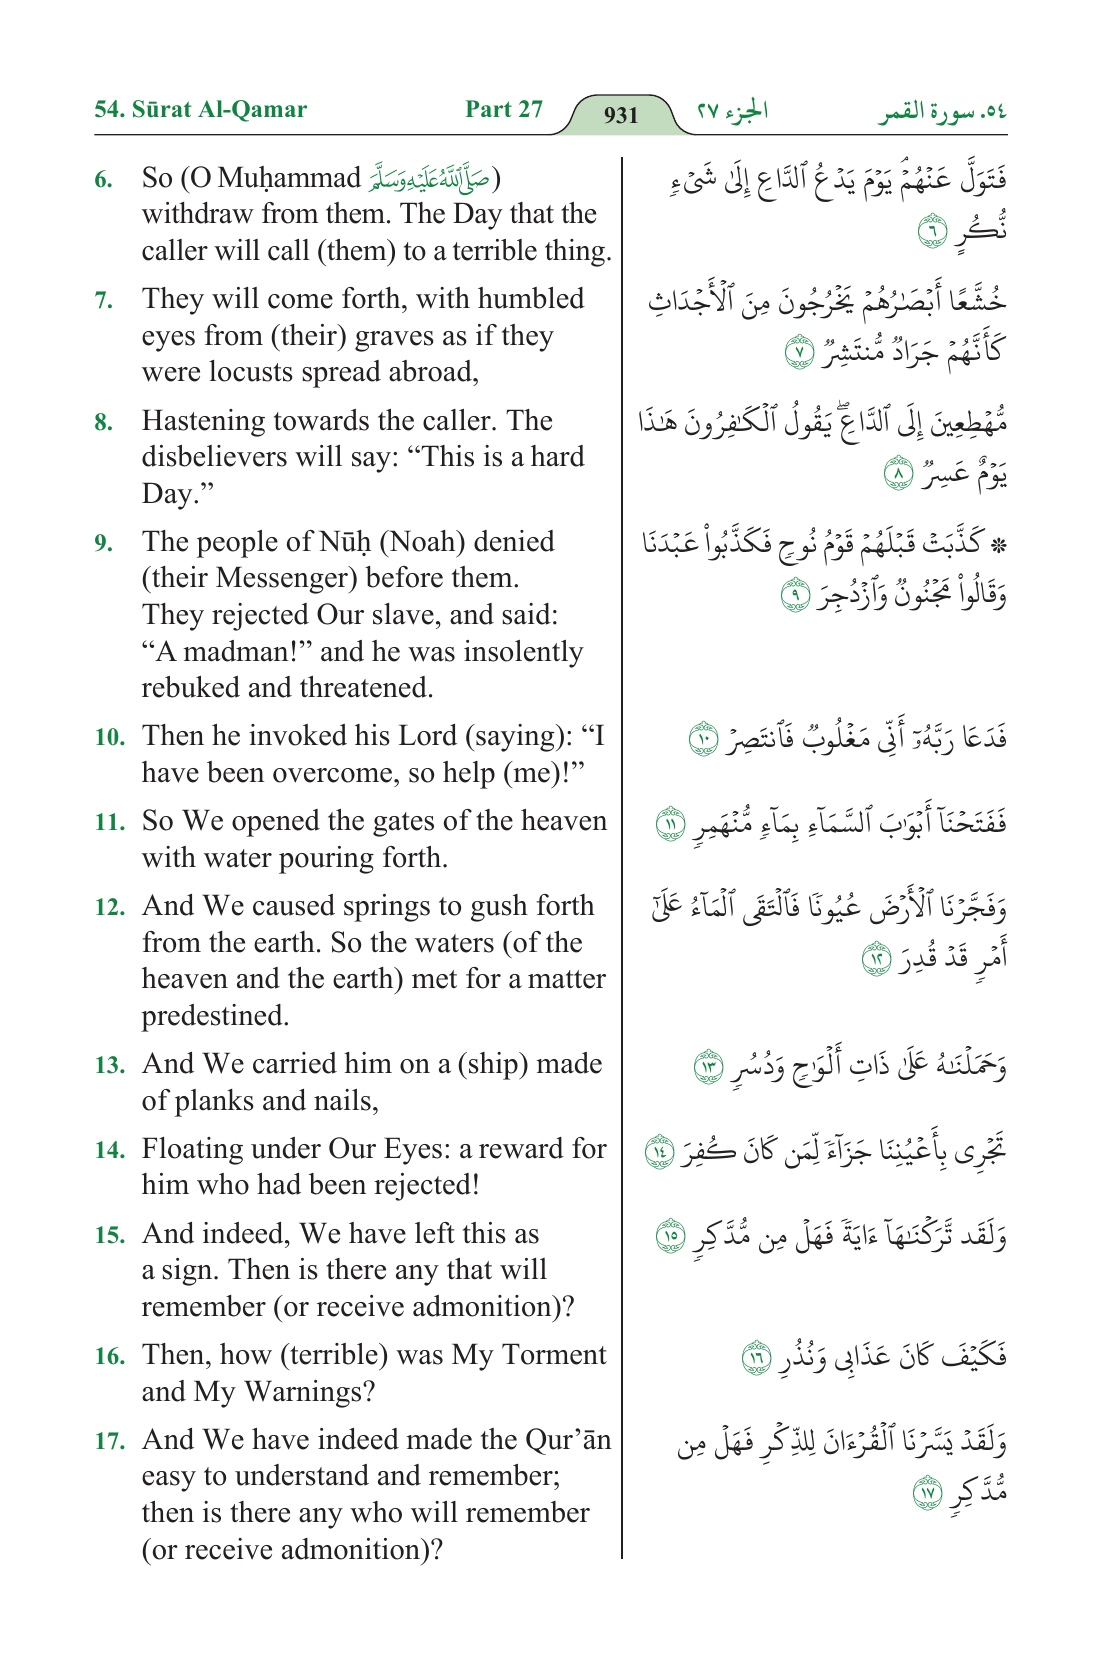 54. Sūrat Al-Qamar Part 27 931 الجزء ٢٧ ٥٤. سورة القمر
6. So (O Muḥammad ﷺ)
withdraw from them. The Day that the
caller will call (them) to a terrible thing.
7. They will come forth, with humbled
eyes from (their) graves as if they
were locusts spread abroad,
8. Hastening towards the caller. The
disbelievers will say: “This is a hard
Day.”
9. The people of Nūḥ (Noah) denied
(their Messenger) before them.
They rejected Our slave, and said:
“A madman!” and he was insolently
rebuked and threatened.
10. Then he invoked his Lord (saying): “I
have been overcome, so help (me)!”
11. So We opened the gates of the heaven
with water pouring forth.
12. And We caused springs to gush forth
from the earth. So the waters (of the
heaven and the earth) met for a matter
predestined.
13. And We carried him on a (ship) made
of planks and nails,
14. Floating under Our Eyes: a reward for
him who had been rejected!
15. And indeed, We have left this as
a sign. Then is there any that will
remember (or receive admonition)?
16. Then, how (terrible) was My Torment
and My Warnings?
17. And We have indeed made the Qur’ān
easy to understand and remember;
then is there any who will remember
(or receive admonition)?
فَتَوَلَّ عَنۡهُمۡۘ يَوۡمَ يَدۡعُ ٱلدَّاعِ إِلَىٰ شَىۡءٖ
نُّكُرٍ ٦
خُشَّعًا أَبۡصَٰرُهُمۡ يَخۡرُجُونَ مِنَ ٱلۡأَجۡدَاثِ
كَأَنَّهُمۡ جَرَادٞ مُّنتَشِرٞ ٧
مُّهۡطِعِينَ إِلَى ٱلدَّاعِۖ يَقُولُ ٱلۡكَٰفِرُونَ هَٰذَا
يَوۡمٌ عَسِرٞ ٨
۞ كَذَّبَتۡ قَبۡلَهُمۡ قَوۡمُ نُوحٖ فَكَذَّبُواْ عَبۡدَنَا
وَقَالُواْ مَجۡنُونٞ وَٱزۡدُجِرَ ٩
فَدَعَا رَبَّهُۥٓ أَنِّى مَغۡلُوبٞ فَٱنتَصِرۡ ١٠
فَفَتَحۡنَآ أَبۡوَٰبَ ٱلسَّمَآءِ بِمَآءٖ مُّنۡهَمِرٖ ١١
وَفَجَّرۡنَا ٱلۡأَرۡضَ عُيُونٗا فَٱلۡتَقَى ٱلۡمَآءُ عَلَىٰٓ
أَمۡرٖ قَدۡ قُدِرَ ١٢
وَحَمَلۡنَٰهُ عَلَىٰ ذَاتِ أَلۡوَٰحٖ وَدُسُرٖ ١٣
تَجۡرِى بِأَعۡيُنِنَا جَزَآءٗ لِّمَن كَانَ كُفِرَ ١٤
وَلَقَد تَّرَكۡنَٰهَآ ءَايَةٗ فَهَلۡ مِن مُّدَّكِرٖ ١٥
فَكَيۡفَ كَانَ عَذَابِى وَنُذُرِ ١٦
وَلَقَدۡ يَسَّرۡنَا ٱلۡقُرۡءَانَ لِلذِّكۡرِ فَهَلۡ مِن
مُّدَّكِرٖ ١٧